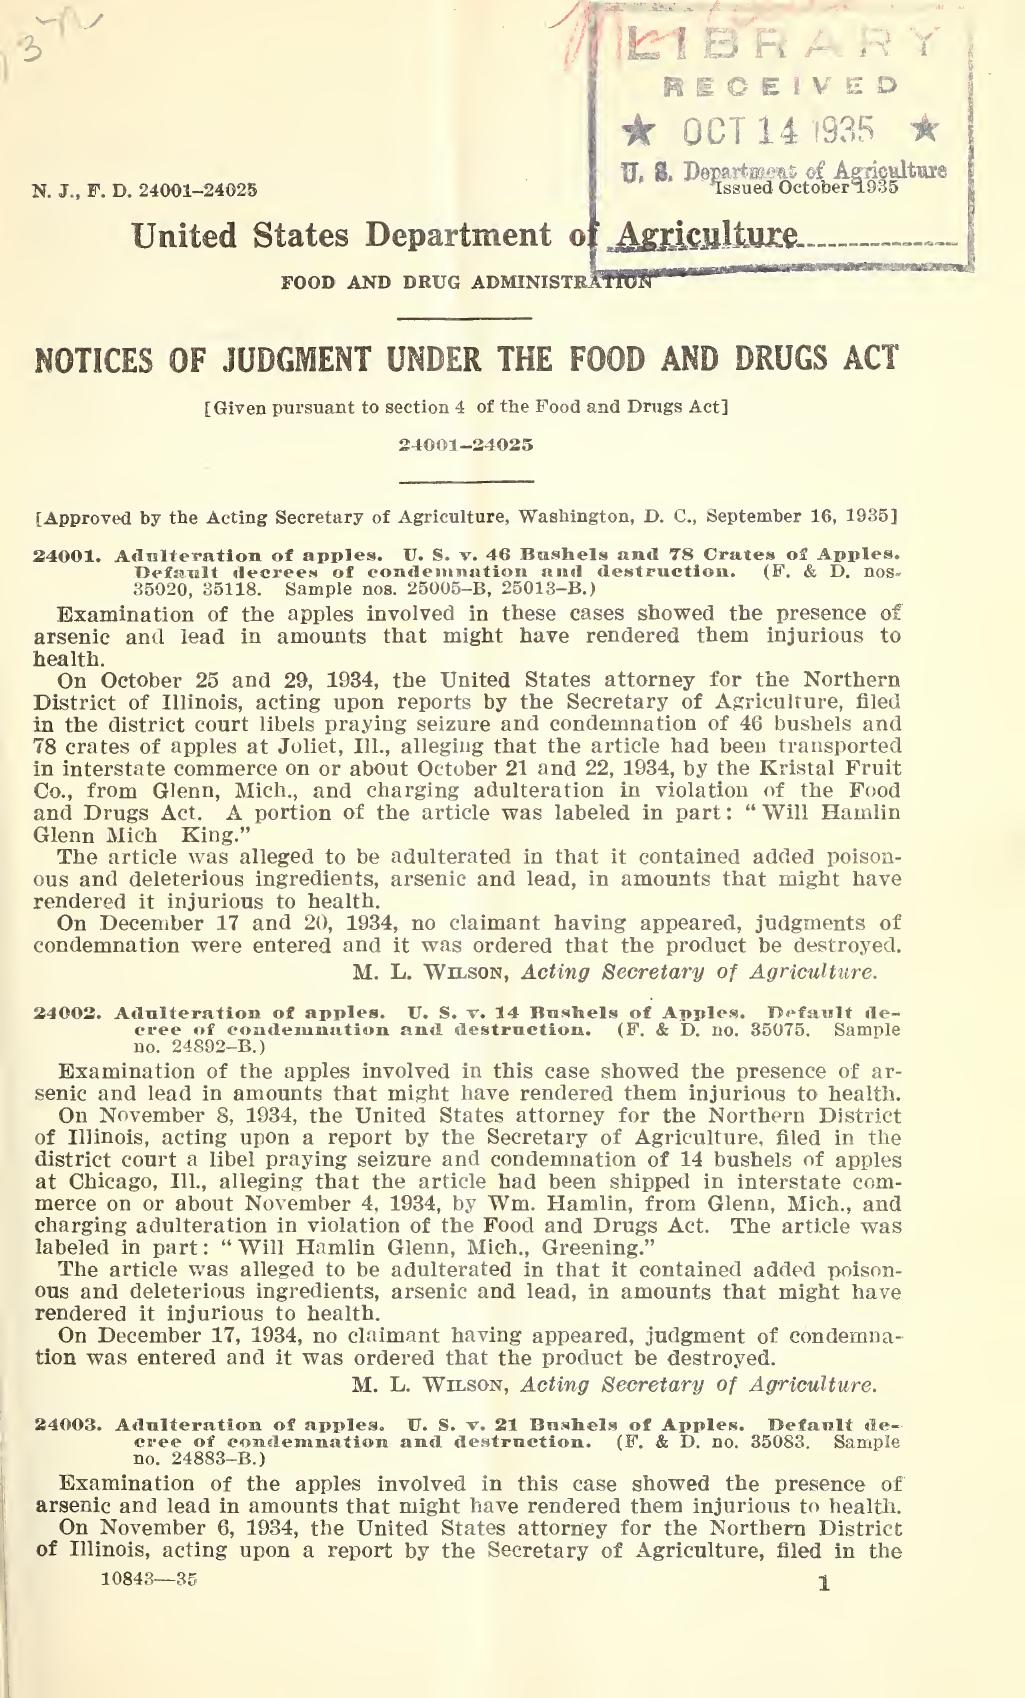 3
LIBRARY
RECEIVED
★ OCT 14 1935 ★
U. S. Department of Agriculture
N. J., F. D. 24001–24025
Issued October 1935
United States Department of Agriculture
FOOD AND DRUG ADMINISTRATION
NOTICES OF JUDGMENT UNDER THE FOOD AND DRUGS ACT
[Given pursuant to section 4 of the Food and Drugs Act]
24001–24025
[Approved by the Acting Secretary of Agriculture, Washington, D. C., September 16, 1935]
24001. Adulteration of apples. U. S. v. 46 Bushels and 78 Crates of Apples.
Default decrees of condemnation and destruction. (F. & D. nos.
35020, 35118. Sample nos. 25005–B, 25013–B.)
Examination of the apples involved in these cases showed the presence of
arsenic and lead in amounts that might have rendered them injurious to
health.
On October 25 and 29, 1934, the United States attorney for the Northern
District of Illinois, acting upon reports by the Secretary of Agriculture, filed
in the district court libels praying seizure and condemnation of 46 bushels and
78 crates of apples at Joliet, Ill., alleging that the article had been transported
in interstate commerce on or about October 21 and 22, 1934, by the Kristal Fruit
Co., from Glenn, Mich., and charging adulteration in violation of the Food
and Drugs Act. A portion of the article was labeled in part: “Will Hamlin
Glenn Mich King.”
The article was alleged to be adulterated in that it contained added poison-
ous and deleterious ingredients, arsenic and lead, in amounts that might have
rendered it injurious to health.
On December 17 and 20, 1934, no claimant having appeared, judgments of
condemnation were entered and it was ordered that the product be destroyed.
M. L. WILSON, Acting Secretary of Agriculture.
24002. Adulteration of apples. U. S. v. 14 Bushels of Apples. Default de-
cree of condemnation and destruction. (F. & D. no. 35075. Sample
no. 24892–B.)
Examination of the apples involved in this case showed the presence of ar-
senic and lead in amounts that might have rendered them injurious to health.
On November 8, 1934, the United States attorney for the Northern District
of Illinois, acting upon a report by the Secretary of Agriculture, filed in the
district court a libel praying seizure and condemnation of 14 bushels of apples
at Chicago, Ill., alleging that the article had been shipped in interstate com-
merce on or about November 4, 1934, by Wm. Hamlin, from Glenn, Mich., and
charging adulteration in violation of the Food and Drugs Act. The article was
labeled in part: “Will Hamlin Glenn, Mich., Greening.”
The article was alleged to be adulterated in that it contained added poison-
ous and deleterious ingredients, arsenic and lead, in amounts that might have
rendered it injurious to health.
On December 17, 1934, no claimant having appeared, judgment of condemna-
tion was entered and it was ordered that the product be destroyed.
M. L. WILSON, Acting Secretary of Agriculture.
24003. Adulteration of apples. U. S. v. 21 Bushels of Apples. Default de-
cree of condemnation and destruction. (F. & D. no. 35083. Sample
no. 24883–B.)
Examination of the apples involved in this case showed the presence of
arsenic and lead in amounts that might have rendered them injurious to health.
On November 6, 1934, the United States attorney for the Northern District
of Illinois, acting upon a report by the Secretary of Agriculture, filed in the
10843—35
1